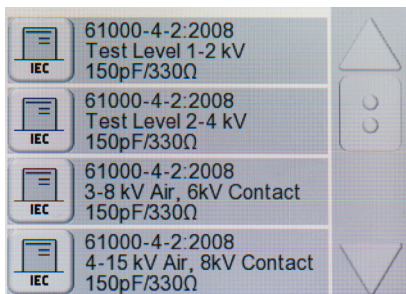 61000-4-2:2008
Test Level 1-2 kV
IEC
150pF/330Ω
61000-4-2:2008
Test Level 2-4 kV
IEC
150pF/330Ω
61000-4-2:2008
3-8 kV Air, 6kV Contact
IEC
150pF/330Ω
61000-4-2:2008
4-15 kV Air, 8kV Contact
IEC
150pF/330Ω